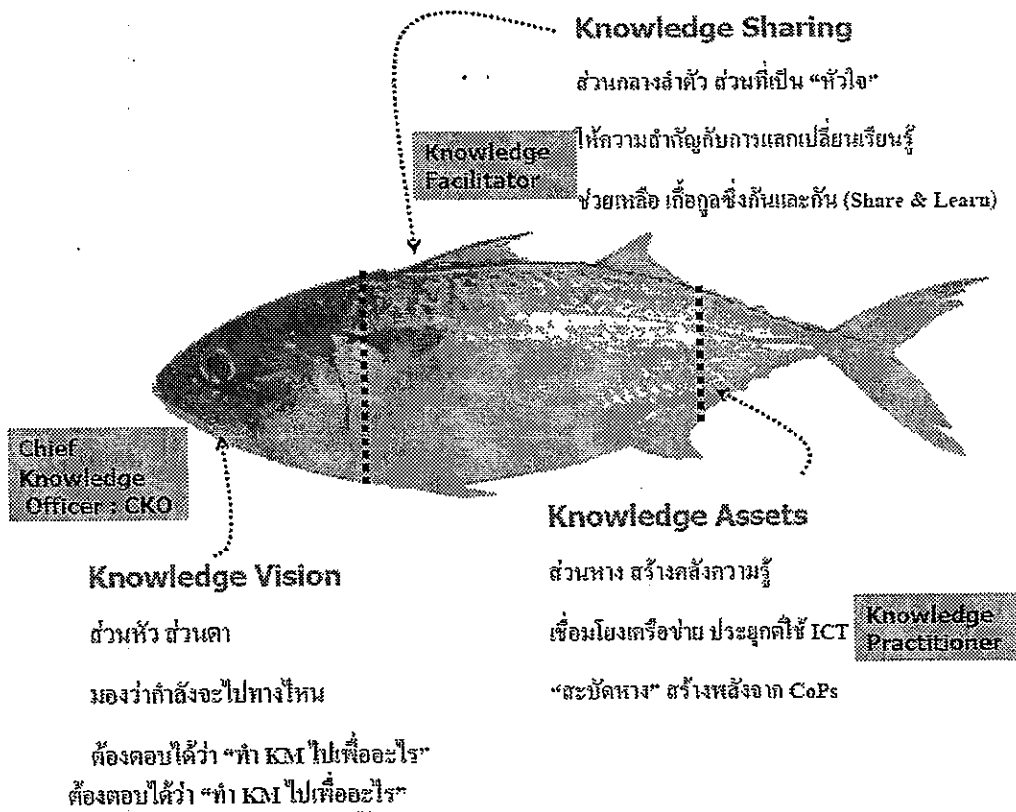 Knowledge Sharing
ส่วนกลางลำตัว ส่วนที่เป็น “หัวใจ”
ให้ความสำคัญกับการแลกเปลี่ยนเรียนรู้
ช่วยเหลือ เกื้อกูลซึ่งกันและกัน (Share & Learn)
Knowledge
Facilitator
Chief
Knowledge
Officer : CKO
Knowledge Vision
ส่วนหัว ส่วนตา
มองว่ากำลังจะไปทางไหน
ต้องตอบได้ว่า “ทำ KM ไปเพื่ออะไร”
ต้องตอบได้ว่า “ทำ KM ไปเพื่ออะไร”
Knowledge Assets
ส่วนหาง สร้างคลังความรู้
เชื่อมโยงเครือข่าย ประยุกต์ใช้ ICT
“สะบัดหาง” สร้างพลังจาก CoPs
Knowledge
Practitioner